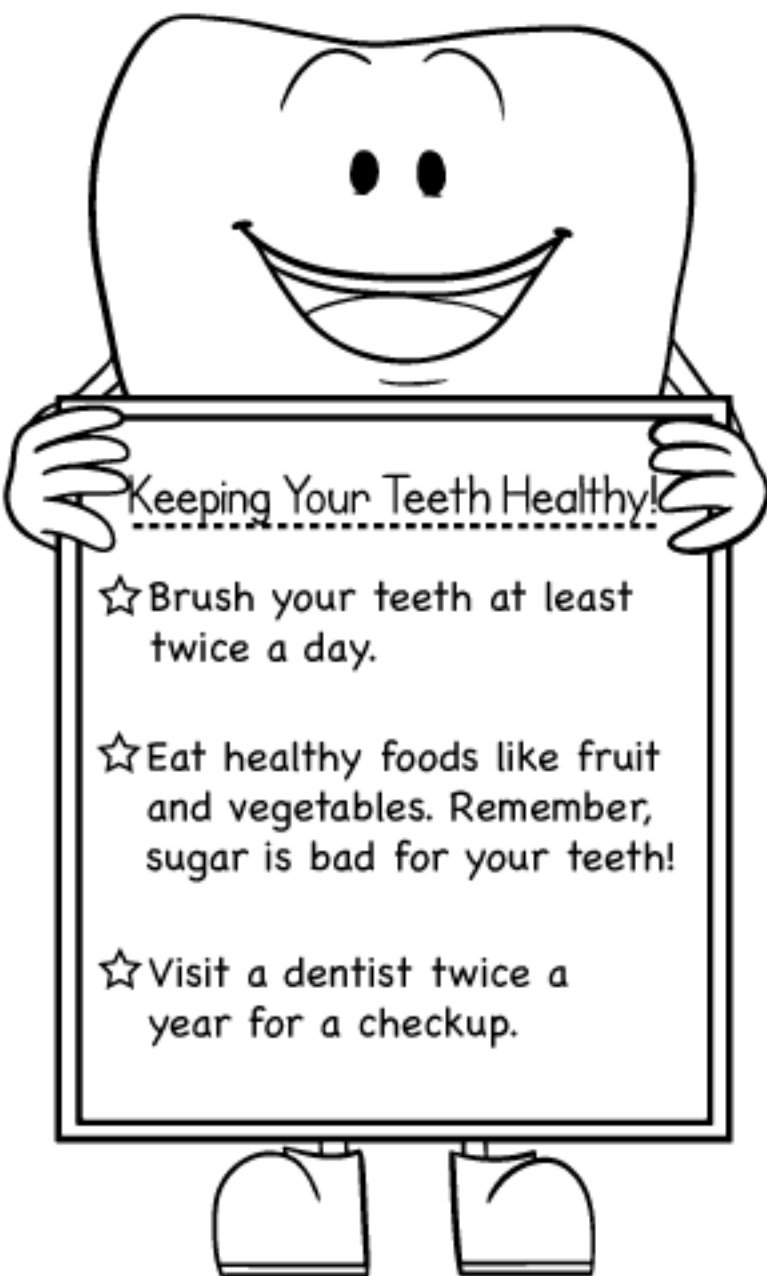 Keeping Your Teeth Healthy!
Brush your teeth at least
twice a day.
Eat healthy foods like fruit
and vegetables. Remember,
sugar is bad for your teeth!
Visit a dentist twice a
year for a checkup.